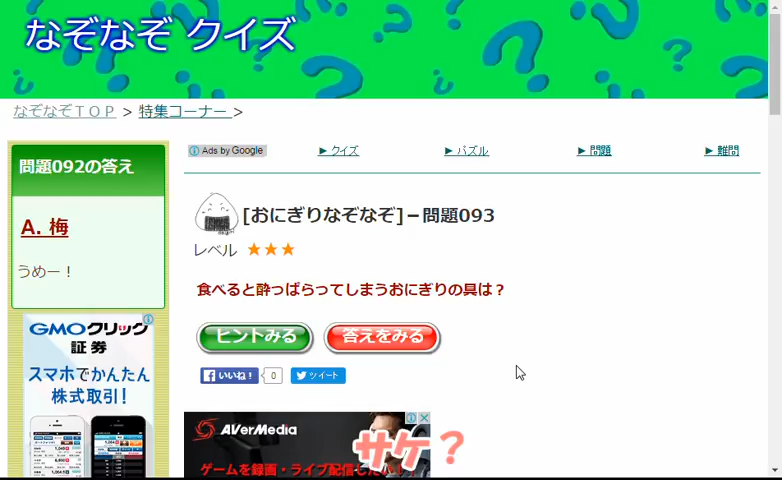 なぞなぞ クイズ
なぞなぞTOP > 特集コーナー >
問題092の答え
A. 梅
うめー！
Ads by Google
► クイズ
► パズル
► 問題
► 難問
[おにぎりなぞなぞ]－問題093
レベル ★★★
食べると酔っぱらってしまうおにぎりの具は？
ヒントみる
答えをみる
いいね！ 0
ツイート
GMOクリック
証券
スマホでかんたん
株式取引！
AVERMEDIA
ゲームを録画・ライブ配信したい
サケ？